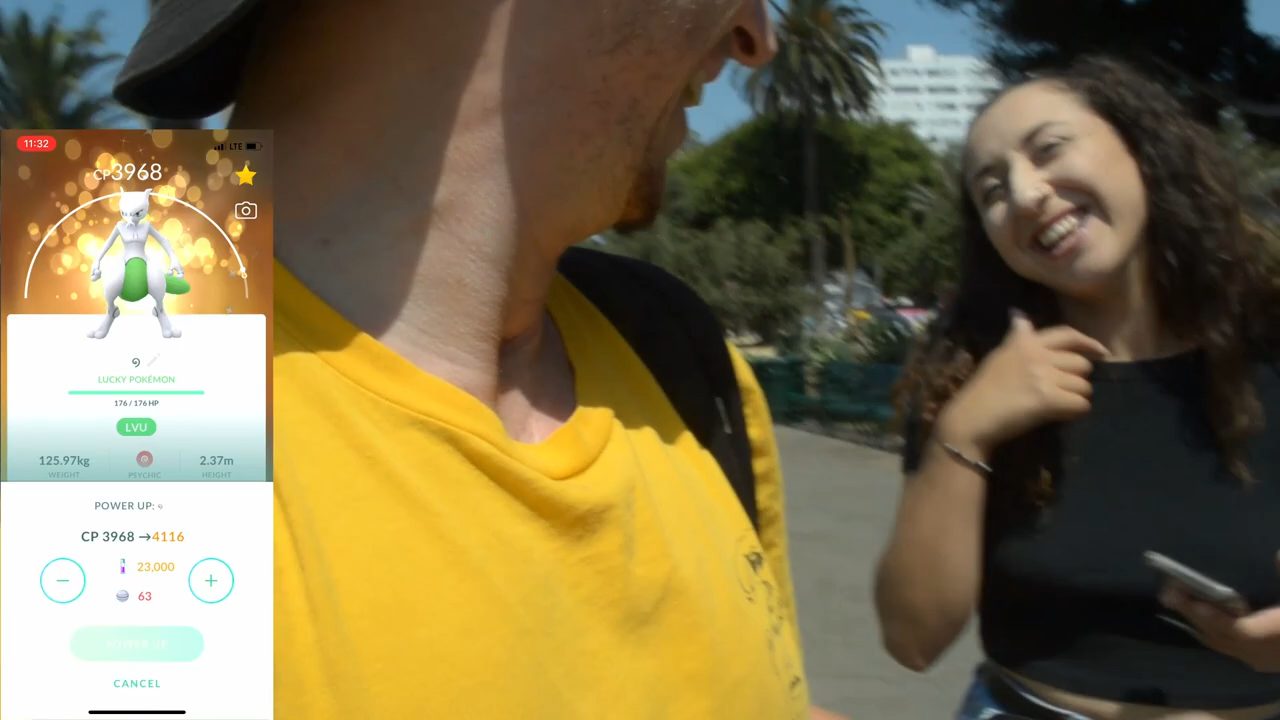 11:32
LTE
CP3968
LUCKY POKÉMON
176 / 176 HP
LVU
125.97kg
2.37m
WEIGHT
PSYCHIC
HEIGHT
POWER UP:
CP 3968 →4116
23,000
63
POWER UP
CANCEL